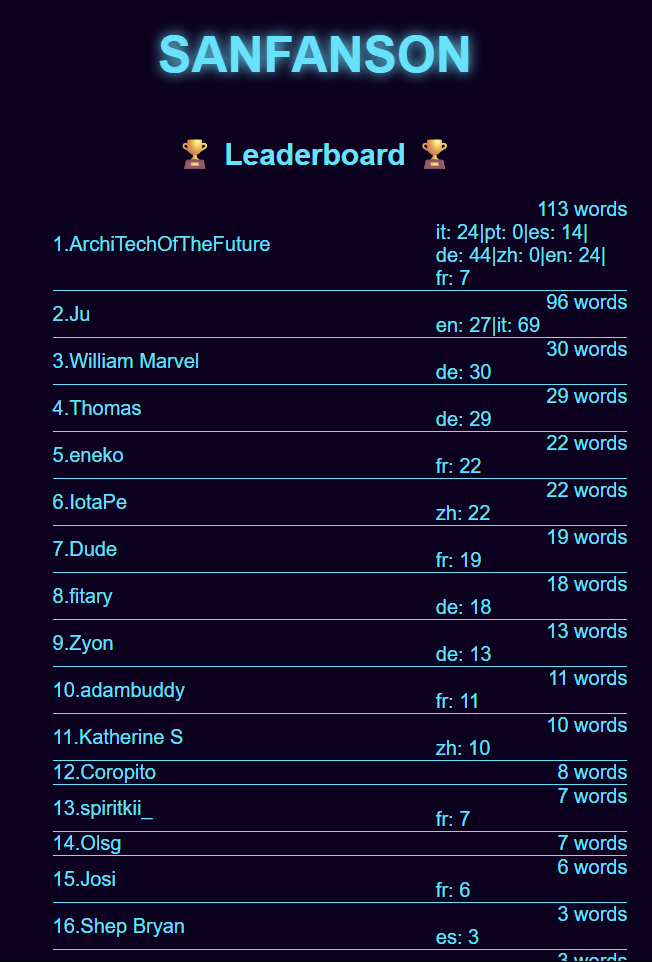 SANFANSON
🏆 Leaderboard 🏆
113 words
1.ArchiTechOfTheFuture
it: 24|pt: 0|es: 14|
de: 44|zh: 0|en: 24|
fr: 7
96 words
2.Ju
en: 27|it: 69
30 words
3.William Marvel
de: 30
29 words
4.Thomas
de: 29
22 words
5.eneko
fr: 22
22 words
6.IotaPe
zh: 22
19 words
7.Dude
fr: 19
18 words
8.fitary
de: 18
13 words
9.Zyon
de: 13
11 words
10.adambuddy
fr: 11
10 words
11.Katherine S
zh: 10
12.Coropito 8 words
7 words
13.spiritkii_
fr: 7
14.Olsg 7 words
6 words
15.Josi
fr: 6
3 words
16.Shep Bryan
es: 3
3 words